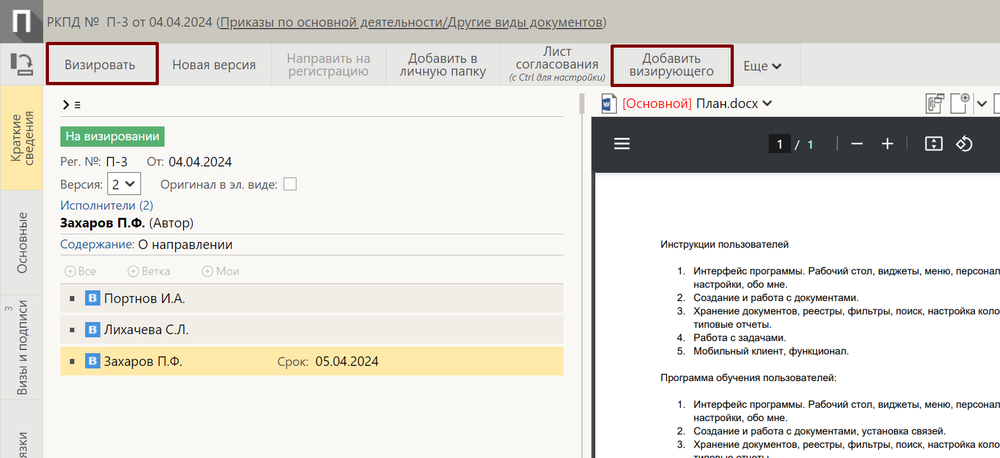 П
РКПД № П-3 от 04.04.2024 (Приказы по основной деятельности/Другие виды документов)
Визировать
Новая версия
Направить на
регистрацию
Добавить в
личную папку
Лист
согласования
(с Ctrl для настройки)
Добавить
визирующего
Еще
Краткие
сведения
Основные
3
Визы и подписи
На визировании
Рег. №: П-3 От: 04.04.2024
Версия: 2 Оригинал в эл. виде:
Исполнители (2)
Захаров П.Ф. (Автор)
Содержание: О направлении
Все Ветка Мои
В Портнов И.А.
В Лихачева С.Л.
В Захаров П.Ф. Срок: 05.04.2024
[Основной] План.docx
1 / 1
Инструкции пользователей
1. Интерфейс программы. Рабочий стол, виджеты, меню, персонал
настройки, обо мне.
2. Создание и работа с документами.
3. Хранение документов, реестры, фильтры, поиск, настройка коло
типовые отчеты.
4. Работа с задачами.
5. Мобильный клиент, функционал.
Программа обучения пользователей:
1. Интерфейс программы. Рабочий стол, виджеты, меню, персонал
настройки, обо мне.
2. Создание и работа с документами, установка связей.
3. Хранение документов, реестры, фильтры, поиск, настройка коло
типовые отчеты.